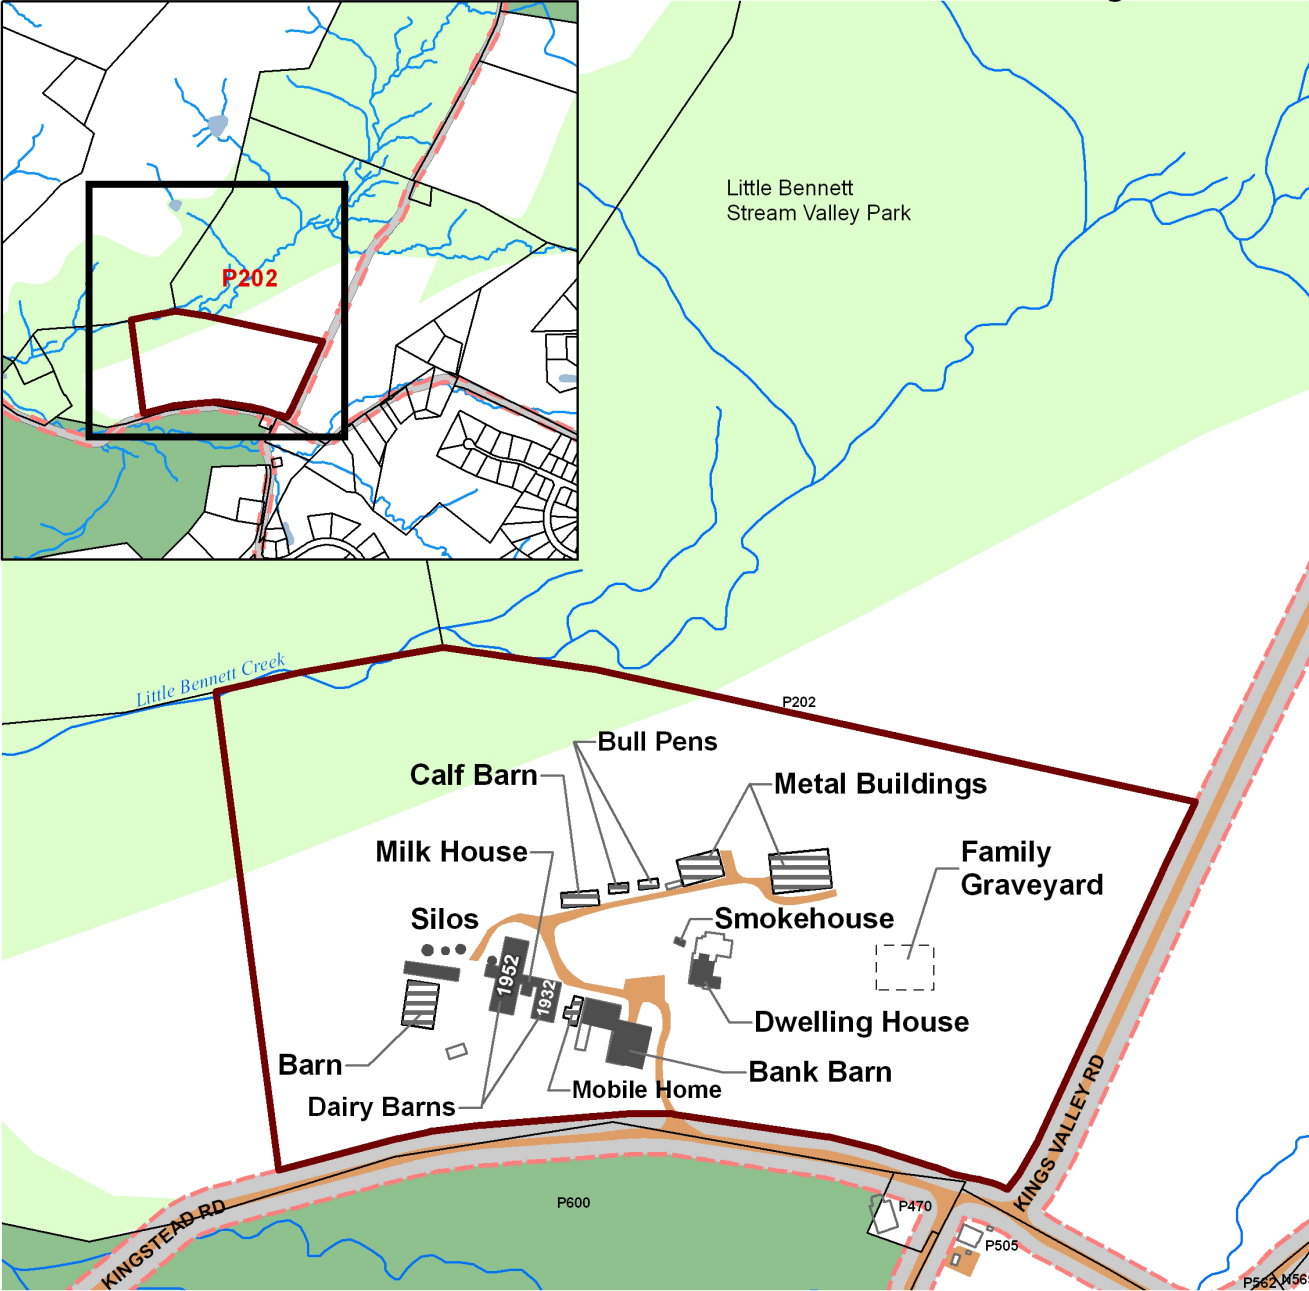 P202
Little Bennett
Stream Valley Park
Little Bennett Creek
P202
Bull Pens
Calf Barn
Metal Buildings
Milk House
Family
Graveyard
Silos
Smokehouse
1952
1932
Dwelling House
Barn
Bank Barn
Mobile Home
Dairy Barns
KINGS VALLEY RD
P600
P470
KINGSTEAD RD
P505
P562